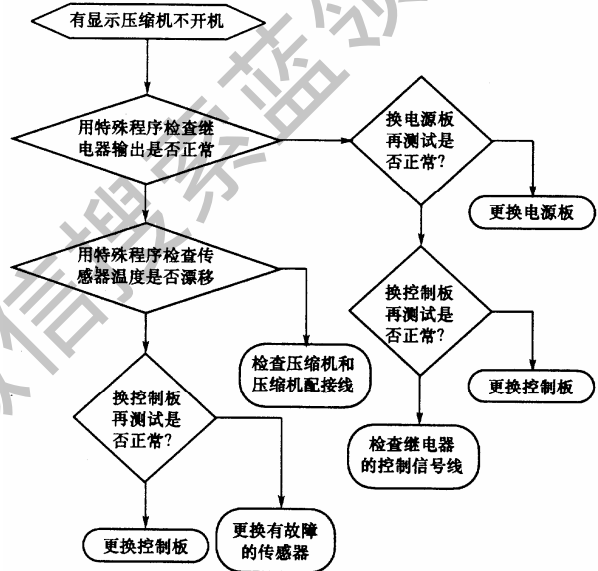 有显示压缩机不开机
用特殊程序检查继
电器输出是否正常
换电源板
再测试是
否正常？
更换电源板
用特殊程序检查传
感器温度是否漂移
换控制板
再测试是
否正常？
检查压缩机和
压缩机配接线
更换控制板
换控制板
再测试是
否正常？
检查继电器
的控制信号线
更换控制板
更换有故障
的传感器
微信搜索蓝领